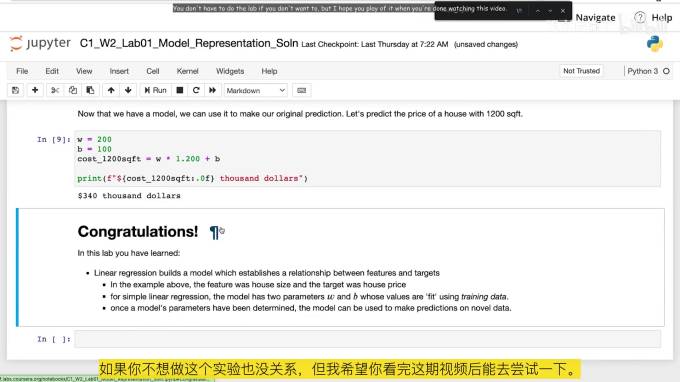 You don't have to do the lab if you don't want to, but I hope you play of it when you're done watching this video.
Navigate Help
jupyter C1_W2_Lab01_Model_Representation_Soln Last Checkpoint: Last Thursday at 7:22 AM (unsaved changes)
File Edit View Insert Cell Kernel Widgets Help Not Trusted Python 3
Run Markdown
Now that we have a model, we can use it to make our original prediction. Let's predict the price of a house with 1200 sqft.
In [9]: w = 200
b = 100
cost_1200sqft = w * 1.200 + b
print(f"${cost_1200sqft:.0f} thousand dollars")
$340 thousand dollars
Congratulations! ¶
In this lab you have learned:
• Linear regression builds a model which establishes a relationship between features and targets
• In the example above, the feature was house size and the target was house price
• for simple linear regression, the model has two parameters w and b whose values are 'fit' using training data.
• once a model's parameters have been determined, the model can be used to make predictions on novel data.
In [ ]:
如果你不想做这个实验也没关系，但我希望你看完这期视频后能去尝试一下。